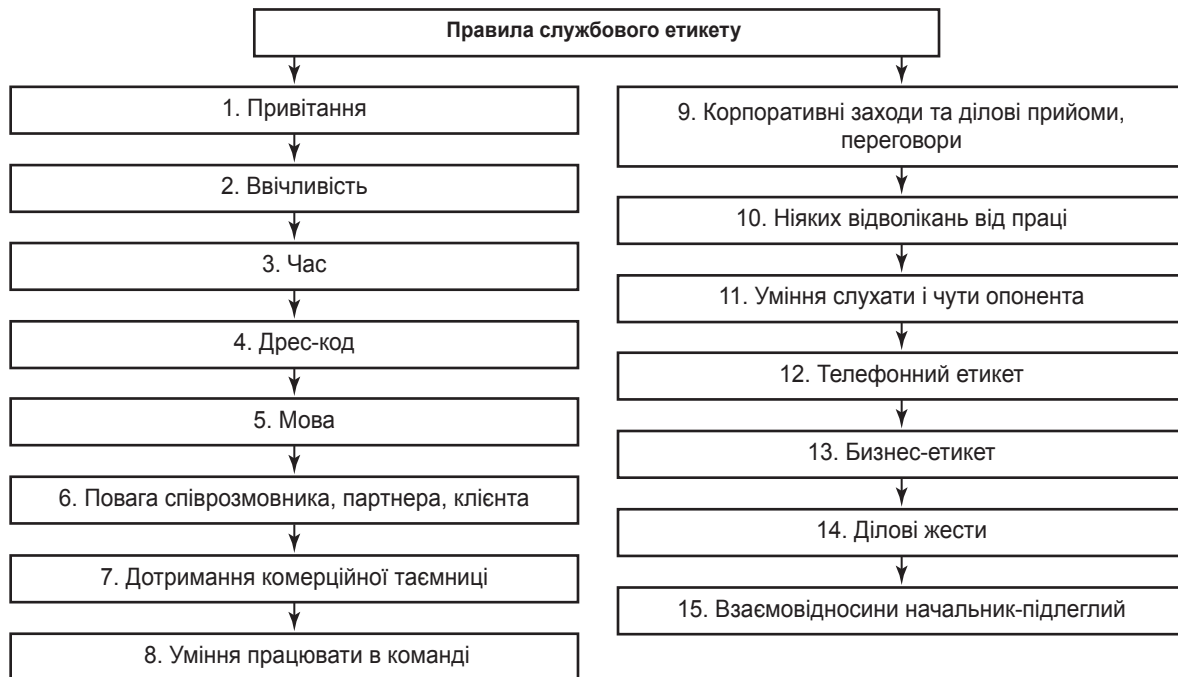 Правила службового етикету
1. Привітання
2. Ввічливість
3. Час
4. Дрес-код
5. Мова
6. Повага співрозмовника, партнера, клієнта
7. Дотримання комерційної таємниці
8. Уміння працювати в команді
9. Корпоративні заходи та ділові прийоми,
переговори
10. Ніяких відволікань від праці
11. Уміння слухати і чути опонента
12. Телефонний етикет
13. Бизнес-етикет
14. Ділові жести
15. Взаємовідносини начальник-підлеглий